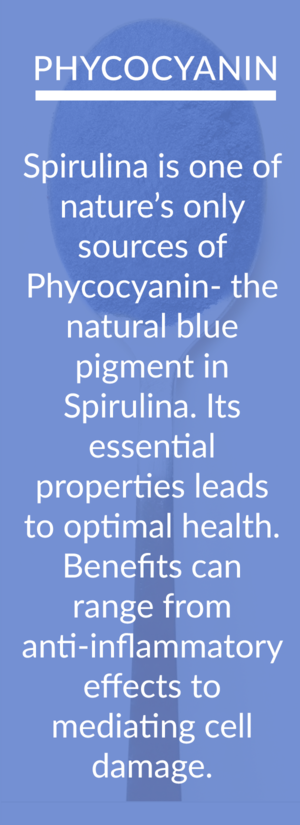 PHYCOCYANIN
Spirulina is one of
nature’s only
sources of
Phycocyanin- the
natural blue
pigment in
Spirulina. Its
essential
properties leads
to optimal health.
Benefits can
range from
anti-inflammatory
effects to
mediating cell
damage.